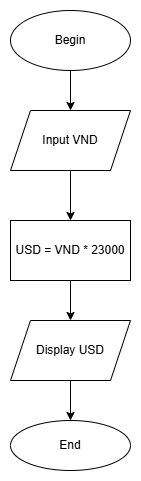 Begin
Input VND
USD = VND * 23000
Display USD
End